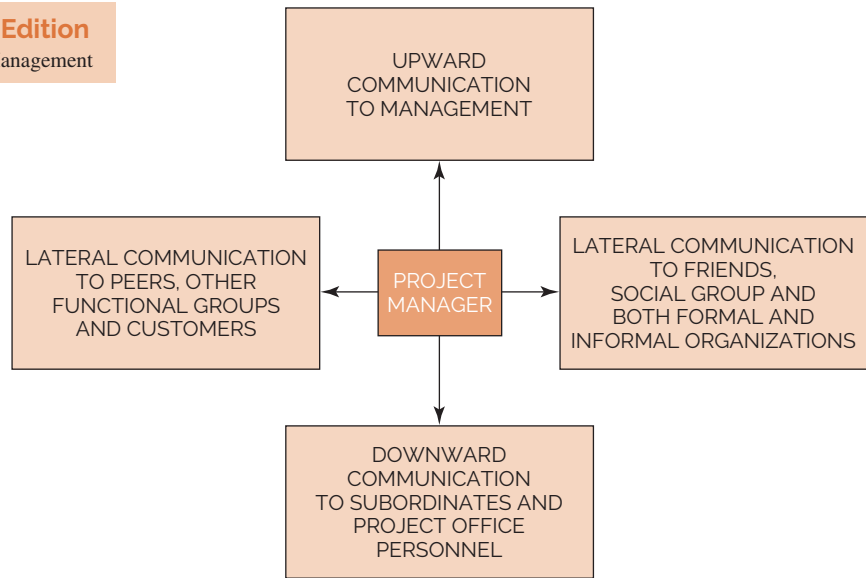 Edition
anagement
UPWARD
COMMUNICATION
TO MANAGEMENT
LATERAL COMMUNICATION
TO PEERS, OTHER
FUNCTIONAL GROUPS
AND CUSTOMERS
PROJECT
MANAGER
LATERAL COMMUNICATION
TO FRIENDS,
SOCIAL GROUP AND
BOTH FORMAL AND
INFORMAL ORGANIZATIONS
DOWNWARD
COMMUNICATION
TO SUBORDINATES AND
PROJECT OFFICE
PERSONNEL